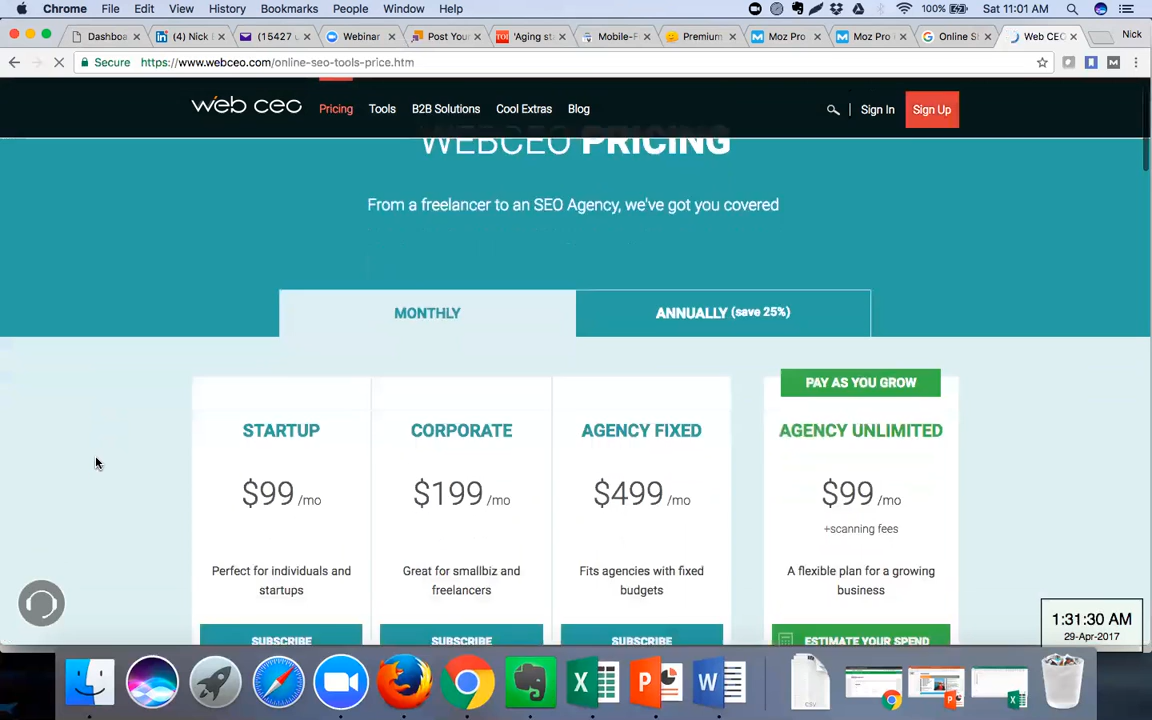 Chrome File Edit View History Bookmarks People Window Help 100% Sat 11:01 AM
Dashboa (4) Nick (15427 Webinar Post Your 'Aging sta Mobile-F Premium Moz Pro Moz Pro Online S Web CEO Nick
Secure https://www.webceo.com/online-seo-tools-price.htm
web ceo Pricing Tools B2B Solutions Cool Extras Blog Sign In Sign Up
WEBCEO PRICING
From a freelancer to an SEO Agency, we've got you covered
MONTHLY ANNUALLY (save 25%)
PAY AS YOU GROW
STARTUP CORPORATE AGENCY FIXED AGENCY UNLIMITED
$99 /mo $199 /mo $499 /mo $99 /mo
+scanning fees
Perfect for individuals and Great for smallbiz and Fits agencies with fixed A flexible plan for a growing
startups freelancers budgets business
SUBSCRIBE SUBSCRIBE SUBSCRIBE ESTIMATE YOUR SPEND
1:31:30 AM
29-Apr-2017